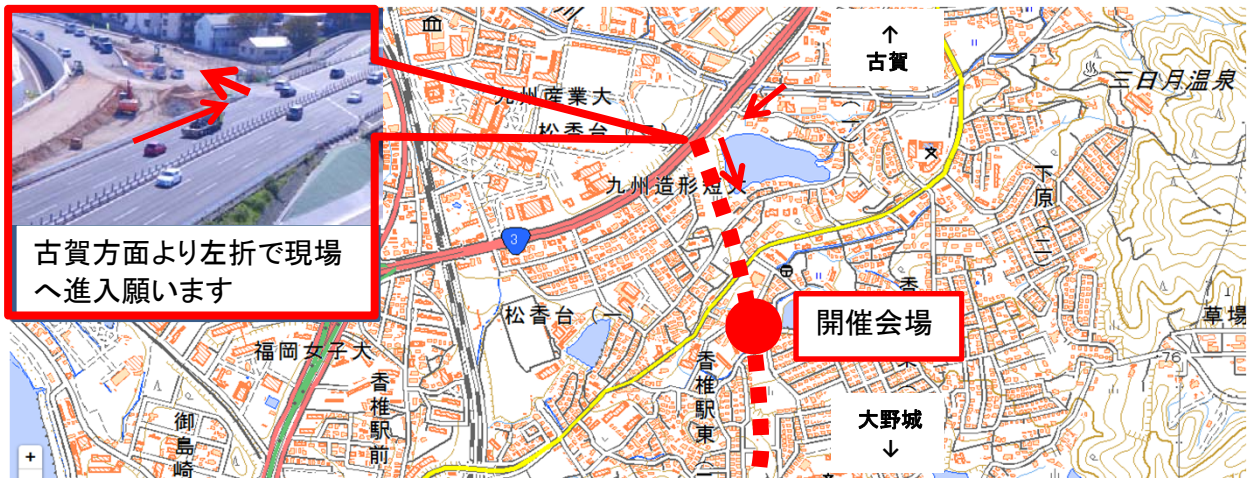 ↑
古賀
三日月温泉
九州産業大
松香台(二)
九州造形短大
下原(二)
3
古賀方面より左折で現場
へ進入願います
松香台(一)
開催会場
草場
福岡女子大
香椎駅前
香椎駅東
76
大野城
↓
御島崎
+